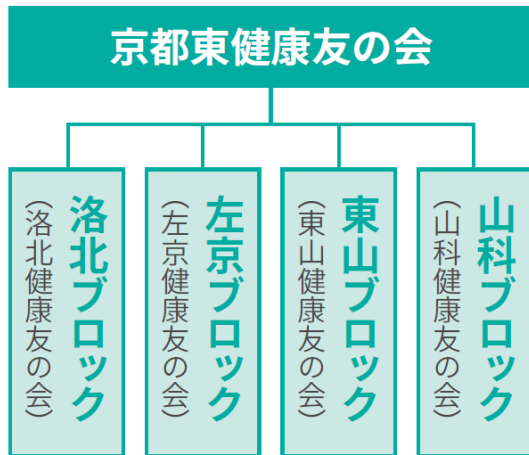 京都東健康友の会
洛北ブロック
（洛北健康友の会）
左京ブロック
（左京健康友の会）
東山ブロック
（東山健康友の会）
山科ブロック
（山科健康友の会）